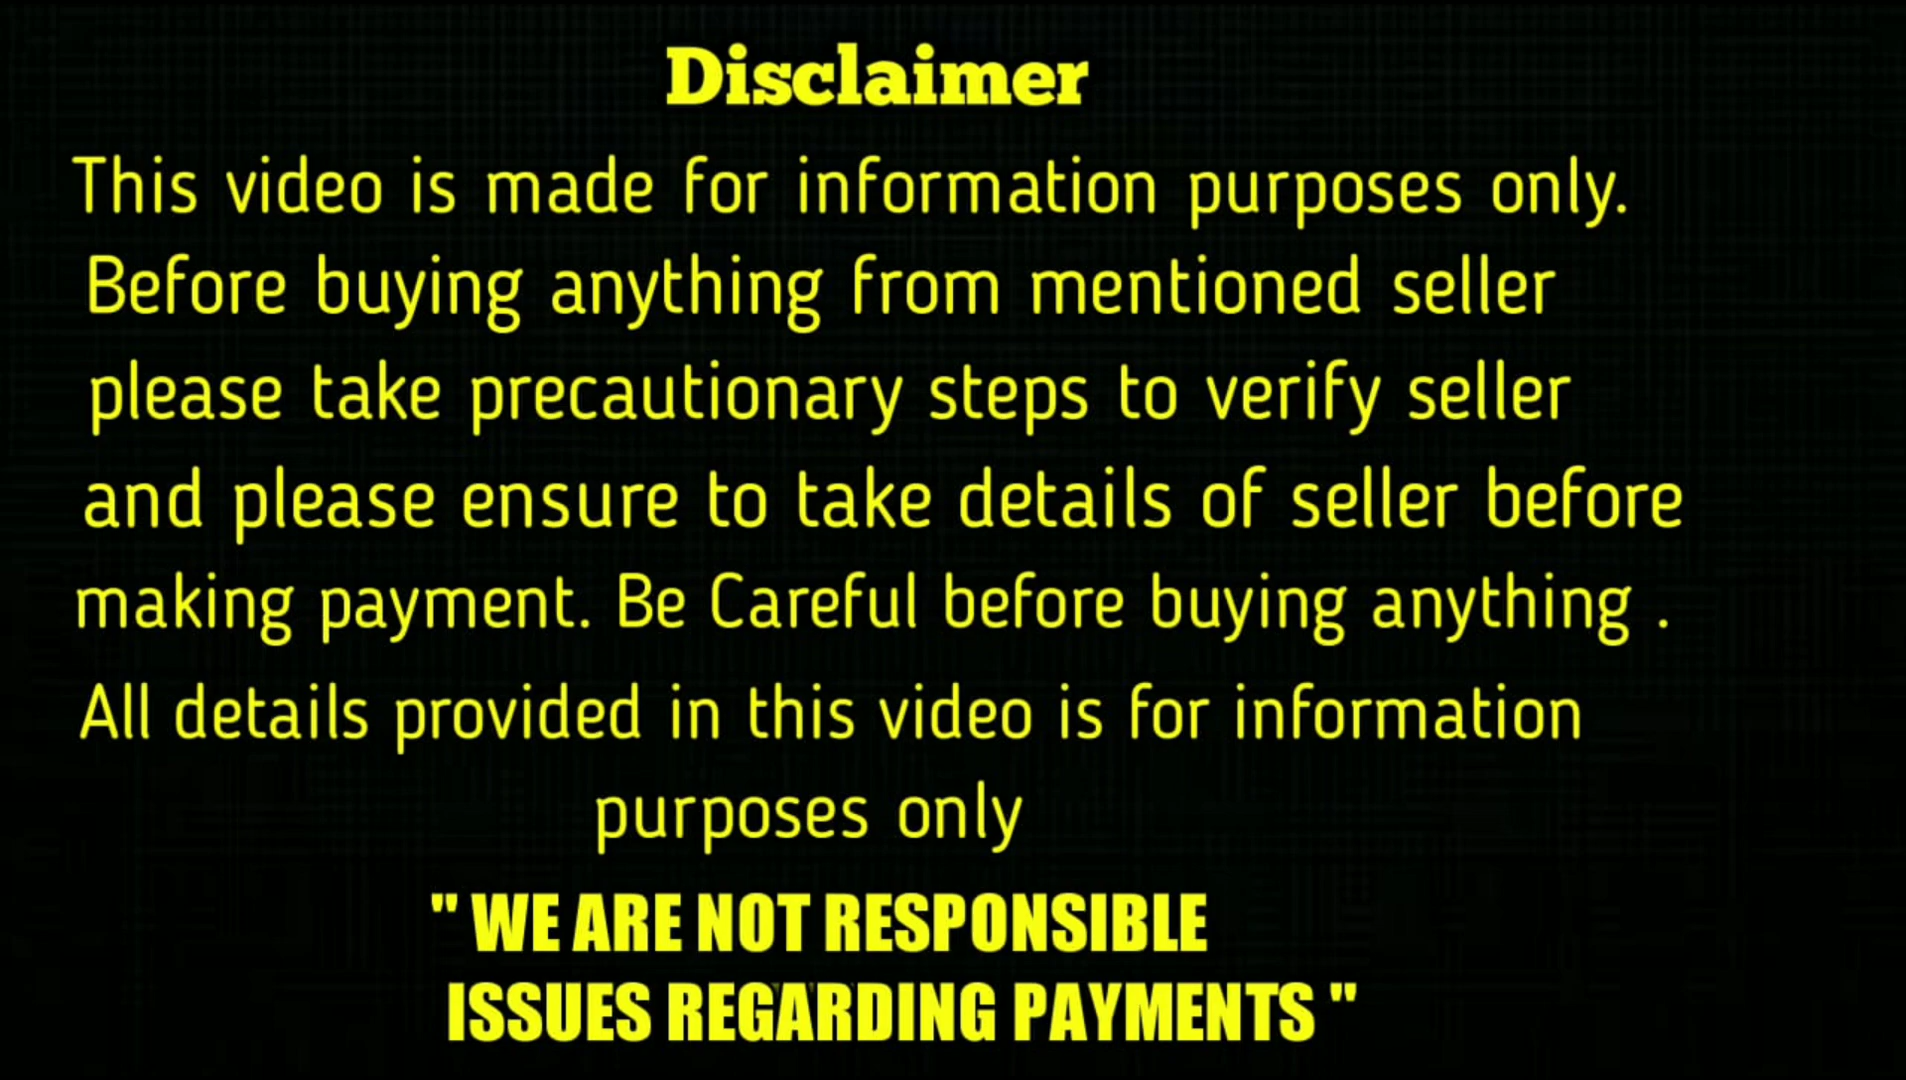 Disclaimer
This video is made for information purposes only.
Before buying anything from mentioned seller
please take precautionary steps to verify seller
and please ensure to take details of seller before
making payment. Be Careful before buying anything .
All details provided in this video is for information
purposes only
" WE ARE NOT RESPONSIBLE
ISSUES REGARDING PAYMENTS "